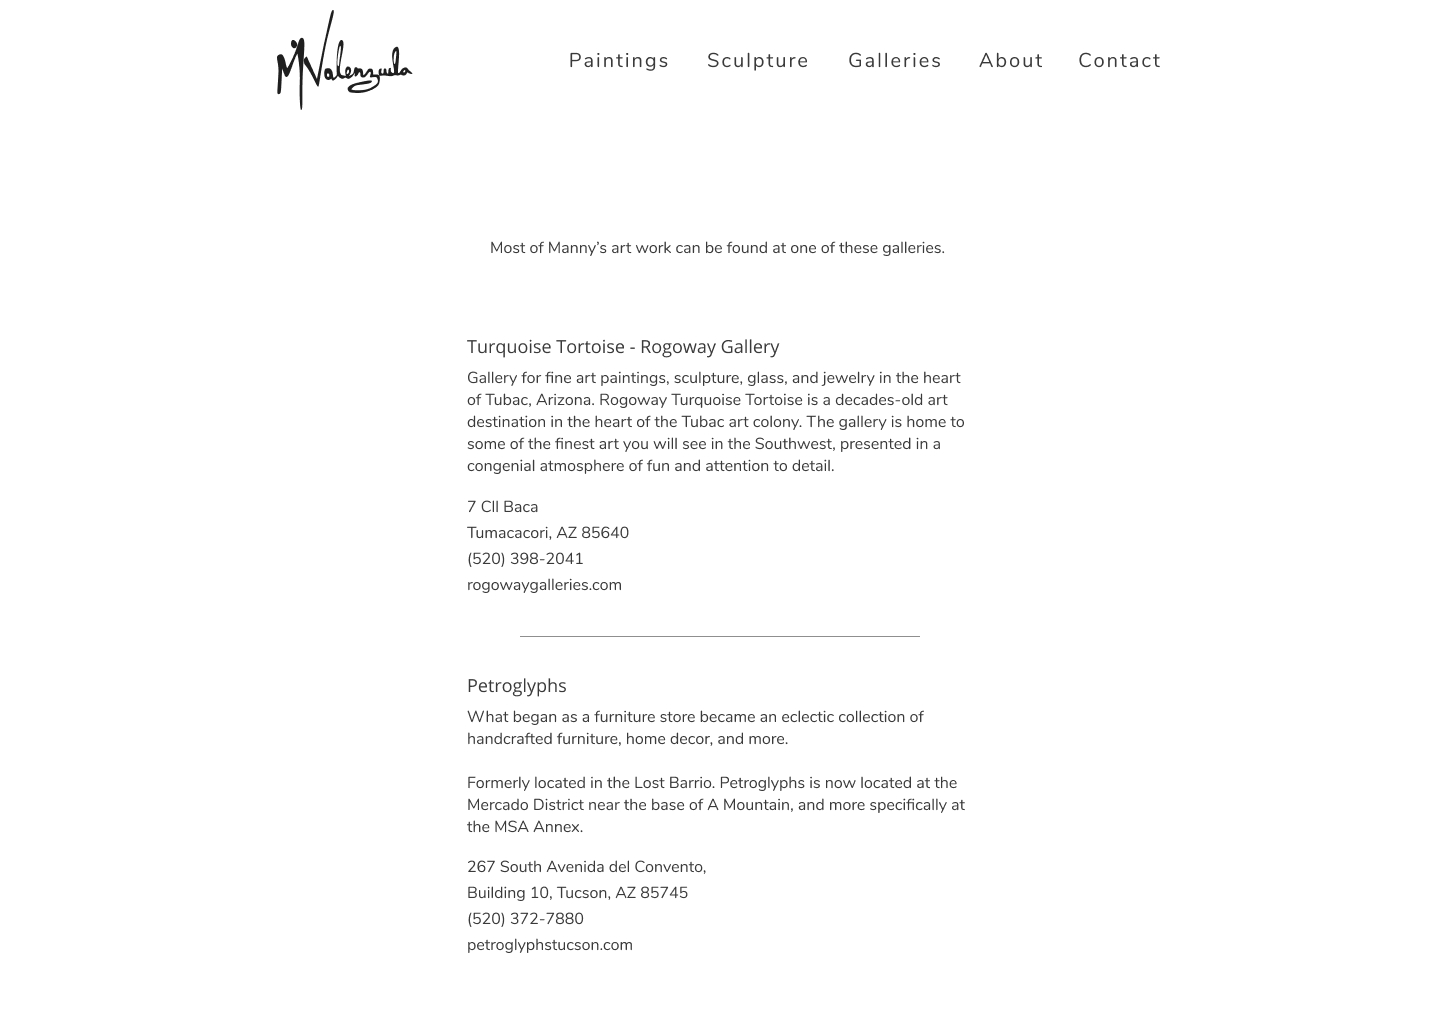 MValenzuela
Paintings Sculpture Galleries About Contact
Most of Manny’s art work can be found at one of these galleries.
Turquoise Tortoise - Rogoway Gallery
Gallery for fine art paintings, sculpture, glass, and jewelry in the heart
of Tubac, Arizona. Rogoway Turquoise Tortoise is a decades-old art
destination in the heart of the Tubac art colony. The gallery is home to
some of the finest art you will see in the Southwest, presented in a
congenial atmosphere of fun and attention to detail.
7 Cll Baca
Tumacacori, AZ 85640
(520) 398-2041
rogowaygalleries.com
Petroglyphs
What began as a furniture store became an eclectic collection of
handcrafted furniture, home decor, and more.
Formerly located in the Lost Barrio. Petroglyphs is now located at the
Mercado District near the base of A Mountain, and more specifically at
the MSA Annex.
267 South Avenida del Convento,
Building 10, Tucson, AZ 85745
(520) 372-7880
petroglyphstucson.com